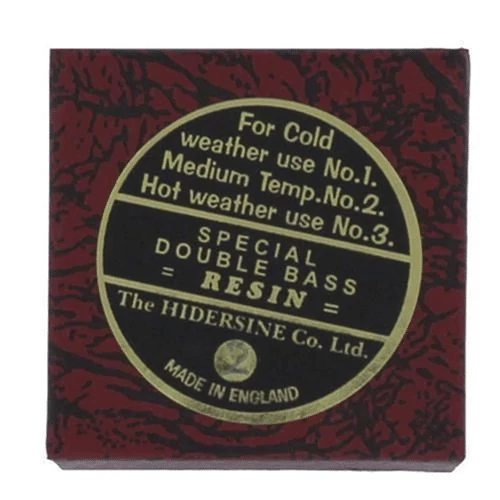 For Cold
weather use No.1.
Medium Temp.No.2.
Hot weather use No.3.
SPECIAL
DOUBLE BASS
= RESIN =
The HIDERSINE Co. Ltd.
2
MADE IN ENGLAND